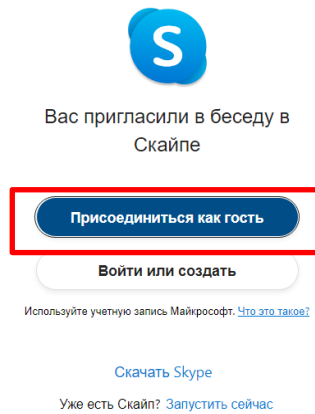 S
Вас пригласили в беседу в
Скайпе
Присоединиться как гость
Войти или создать
Используйте учетную запись Майкрософт. Что это такое?
Скачать Skype
Уже есть Скайп? Запустить сейчас